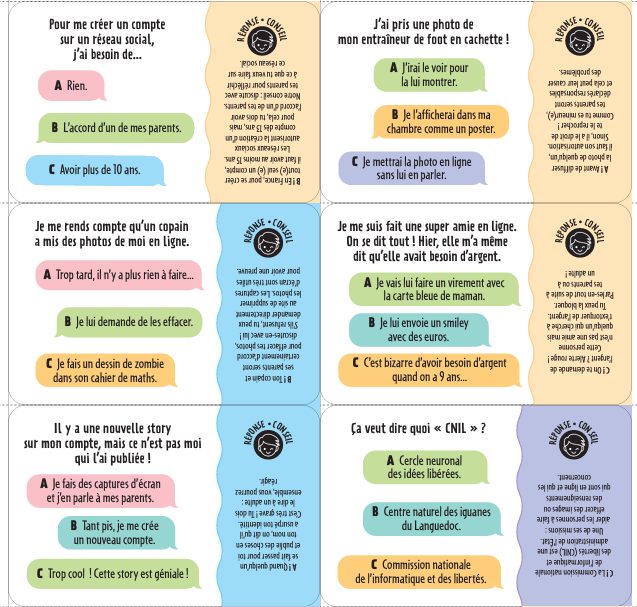 Pour me créer un compte
sur un réseau social,
j'ai besoin de...
A Rien.
B L'accord d'un de mes parents.
C Avoir plus de 10 ans.
RÉPONSE • CONSEIL
B ! En France, pour se créer
tout(e) seul (e) un compte,
il faut avoir au moins 15 ans.
Les réseaux sociaux
autorisent la création d'un
compte dès 13 ans, mais
pour cela, tu dois avoir
l'accord d'un de tes parents.
Notre conseil : discute avec
tes parents pour réfléchir
à ce que tu veux faire sur
ce réseau social.
J'ai pris une photo de
mon entraîneur de foot en cachette !
A J'irai le voir pour
la lui montrer.
B Je l'afficherai dans ma
chambre comme un poster.
C Je mettrai la photo en ligne
sans lui en parler.
RÉPONSE • CONSEIL
A ! Avant de diffuser
la photo de quelqu'un,
il faut son autorisation.
Sinon, il a le droit de
te le reprocher !
Comme tu es mineur(e),
tes parents seront
déclarés responsables
et cela peut leur causer
des problèmes.
Je me rends compte qu'un copain
a mis des photos de moi en ligne.
A Trop tard, il n'y a plus rien à faire...
B Je lui demande de les effacer.
C Je fais un dessin de zombie
dans son cahier de maths.
RÉPONSE • CONSEIL
B ! Ton copain et
ses parents seront
certainement d'accord
pour effacer tes photos,
discutes-en avec lui !
S'ils refusent, tu peux
demander directement
au site de supprimer
les photos. Les captures
d'écran sont très utiles
pour avoir une preuve.
Je me suis fait une super amie en ligne.
On se dit tout ! Hier, elle m'a même
dit qu'elle avait besoin d'argent.
A Je vais lui faire un virement avec
la carte bleue de maman.
B Je lui envoie un smiley
avec des euros.
C C'est bizarre d'avoir besoin d'argent
quand on a 9 ans...
RÉPONSE • CONSEIL
C ! On te demande de
l'argent ? Alerte rouge !
Cette personne
n'est pas une amie mais
quelqu'un qui cherche à
t'extorquer de l'argent.
Tu peux la bloquer.
Parles-en tout de suite à
tes parents ou à
un adulte !
Il y a une nouvelle story
sur mon compte, mais ce n'est pas moi
qui l'ai publiée !
A Je fais des captures d'écran
et j'en parle à mes parents.
B Tant pis, je me crée
un nouveau compte.
C Trop cool ! Cette story est géniale !
RÉPONSE • CONSEIL
A ! Quand quelqu'un
se fait passer pour toi
et publie des choses en
ton nom, on dit qu'il
a usurpé ton identité.
C'est très grave ! Tu dois
le dire à un adulte :
ensemble, vous pourrez
réagir.
Ça veut dire quoi « CNIL » ?
A Cercle neuronal
des idées libérées.
B Centre naturel des iguanes
du Languedoc.
C Commission nationale
de l'informatique et des libertés.
RÉPONSE • CONSEIL
C ! La Commission nationale
de l'informatique et
des libertés (CNIL) est une
administration de l'État.
Une de ses missions :
aider les personnes à faire
effacer des images ou
des renseignements
qui sont en ligne et qui les
concernent.